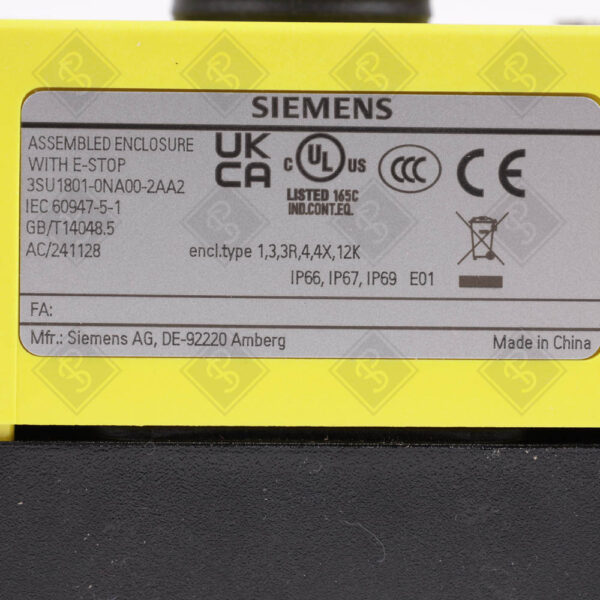 SIEMENS
ASSEMBLED ENCLOSURE
WITH E-STOP
3SU1801-0NA00-2AA2
IEC 60947-5-1
GB/T14048.5
AC/241128
UK
CA
C UL US
LISTED 165C
IND.CONT.EQ.
CCC
CE
encl.type 1,3,3R,4,4X,12K
IP66, IP67, IP69 E01
FA:
Mfr.: Siemens AG, DE-92220 Amberg Made in China